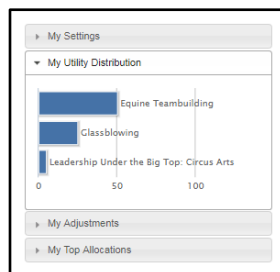 My Settings
My Utility Distribution
Equine Teambuilding
Glassblowing
Leadership Under the Big Top: Circus Arts
0 50 100
My Adjustments
My Top Allocations